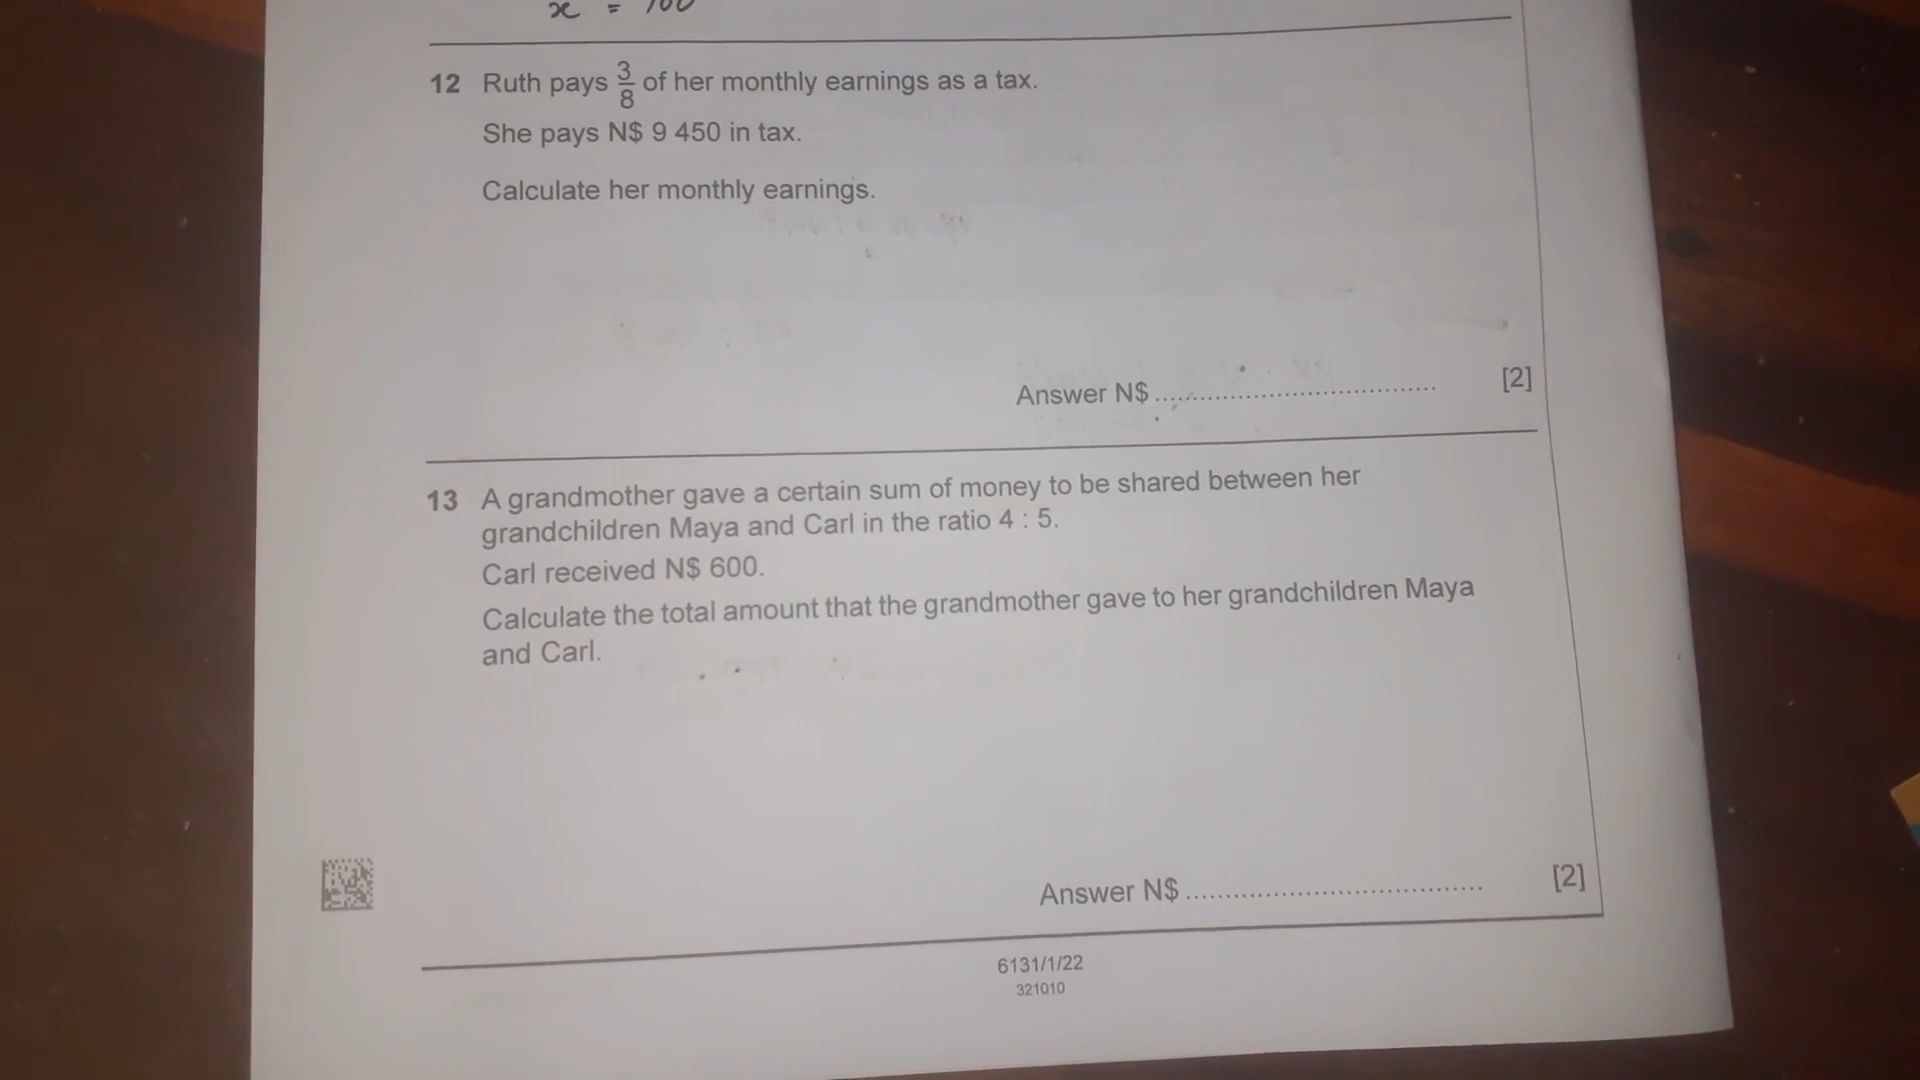 x = 100
12 Ruth pays 3/8 of her monthly earnings as a tax.
She pays N$ 9 450 in tax.
Calculate her monthly earnings.
Answer N$ ........................................ [2]
13 A grandmother gave a certain sum of money to be shared between her
grandchildren Maya and Carl in the ratio 4 : 5.
Carl received N$ 600.
Calculate the total amount that the grandmother gave to her grandchildren Maya
and Carl.
Answer N$ ........................................ [2]
6131/1/22
321010